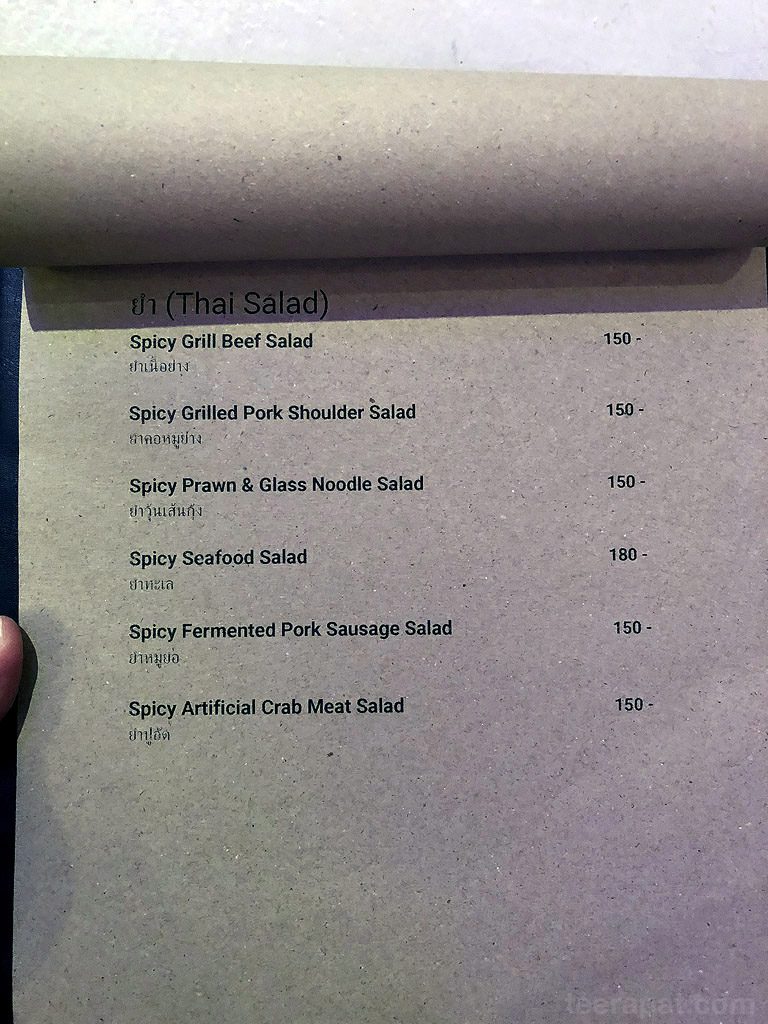 ยำ (Thai Salad)
Spicy Grill Beef Salad 150 -
ยำเนื้อย่าง
Spicy Grilled Pork Shoulder Salad 150 -
ยำคอหมูย่าง
Spicy Prawn & Glass Noodle Salad 150 -
ยำวุ้นเส้นกุ้ง
Spicy Seafood Salad 180 -
ยำทะเล
Spicy Fermented Pork Sausage Salad 150 -
ยำหมูยอ
Spicy Artificial Crab Meat Salad 150 -
ยำปูอัด
teerapat.com